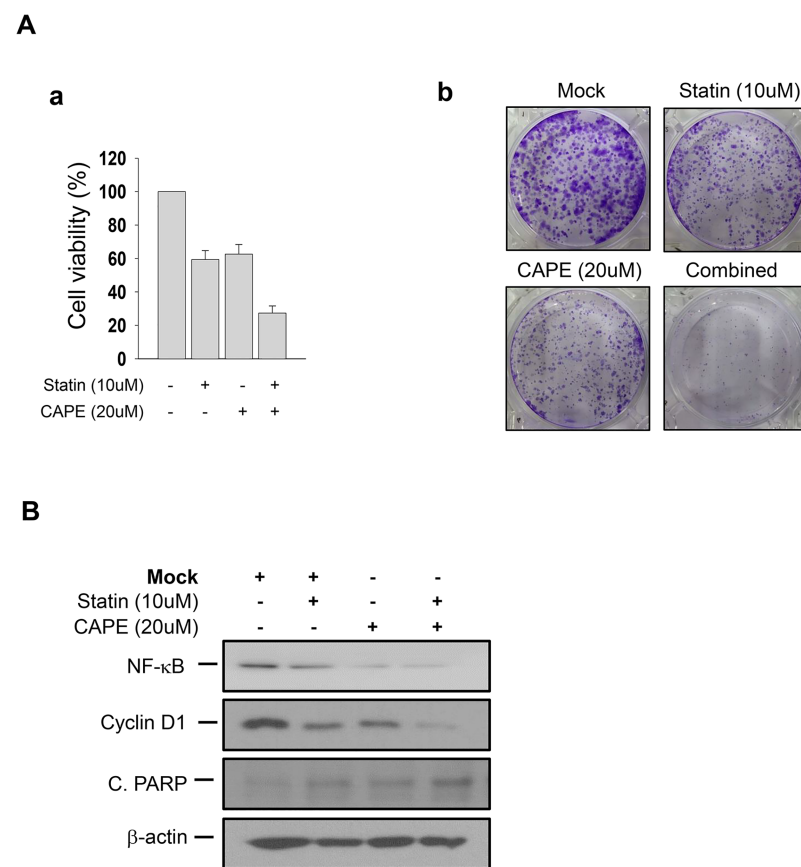 A
a
b
Mock Statin (10uM)
120
100
80
60
40
20
0
Cell viability (%)
Statin (10uM) - + - +
CAPE (20uM) - - + +
CAPE (20uM) Combined
B
Mock + + - -
Statin (10uM) - + - +
CAPE (20uM) - - + +
NF-κB
Cyclin D1
C. PARP
β-actin